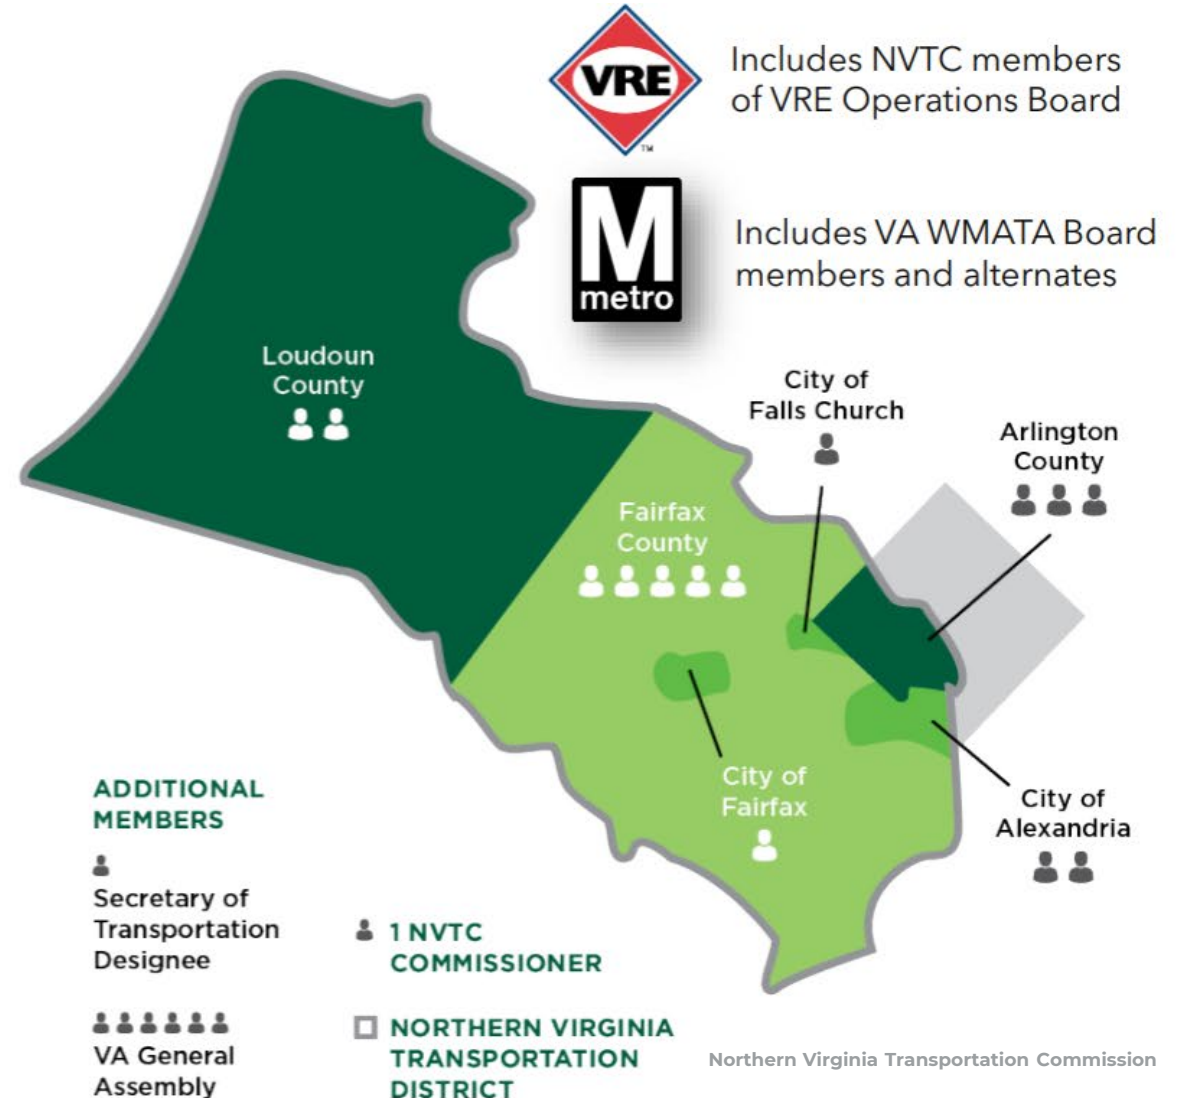 VRE
TM
Includes NVTC members
of VRE Operations Board
M
metro
Includes VA WMATA Board
members and alternates
Loudoun
County
City of
Falls Church
Arlington
County
Fairfax
County
City of
Fairfax
City of
Alexandria
ADDITIONAL
MEMBERS
Secretary of
Transportation
Designee
VA General
Assembly
1 NVTC
COMMISSIONER
NORTHERN VIRGINIA
TRANSPORTATION
DISTRICT
Northern Virginia Transportation Commission